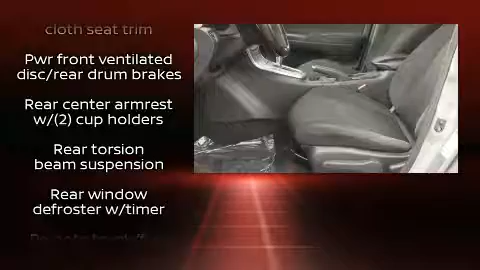 cloth seat trim
Pwr front ventilated
disc/rear drum brakes
Rear center armrest
w/(2) cup holders
Rear torsion
beam suspension
Rear window
defroster w/timer